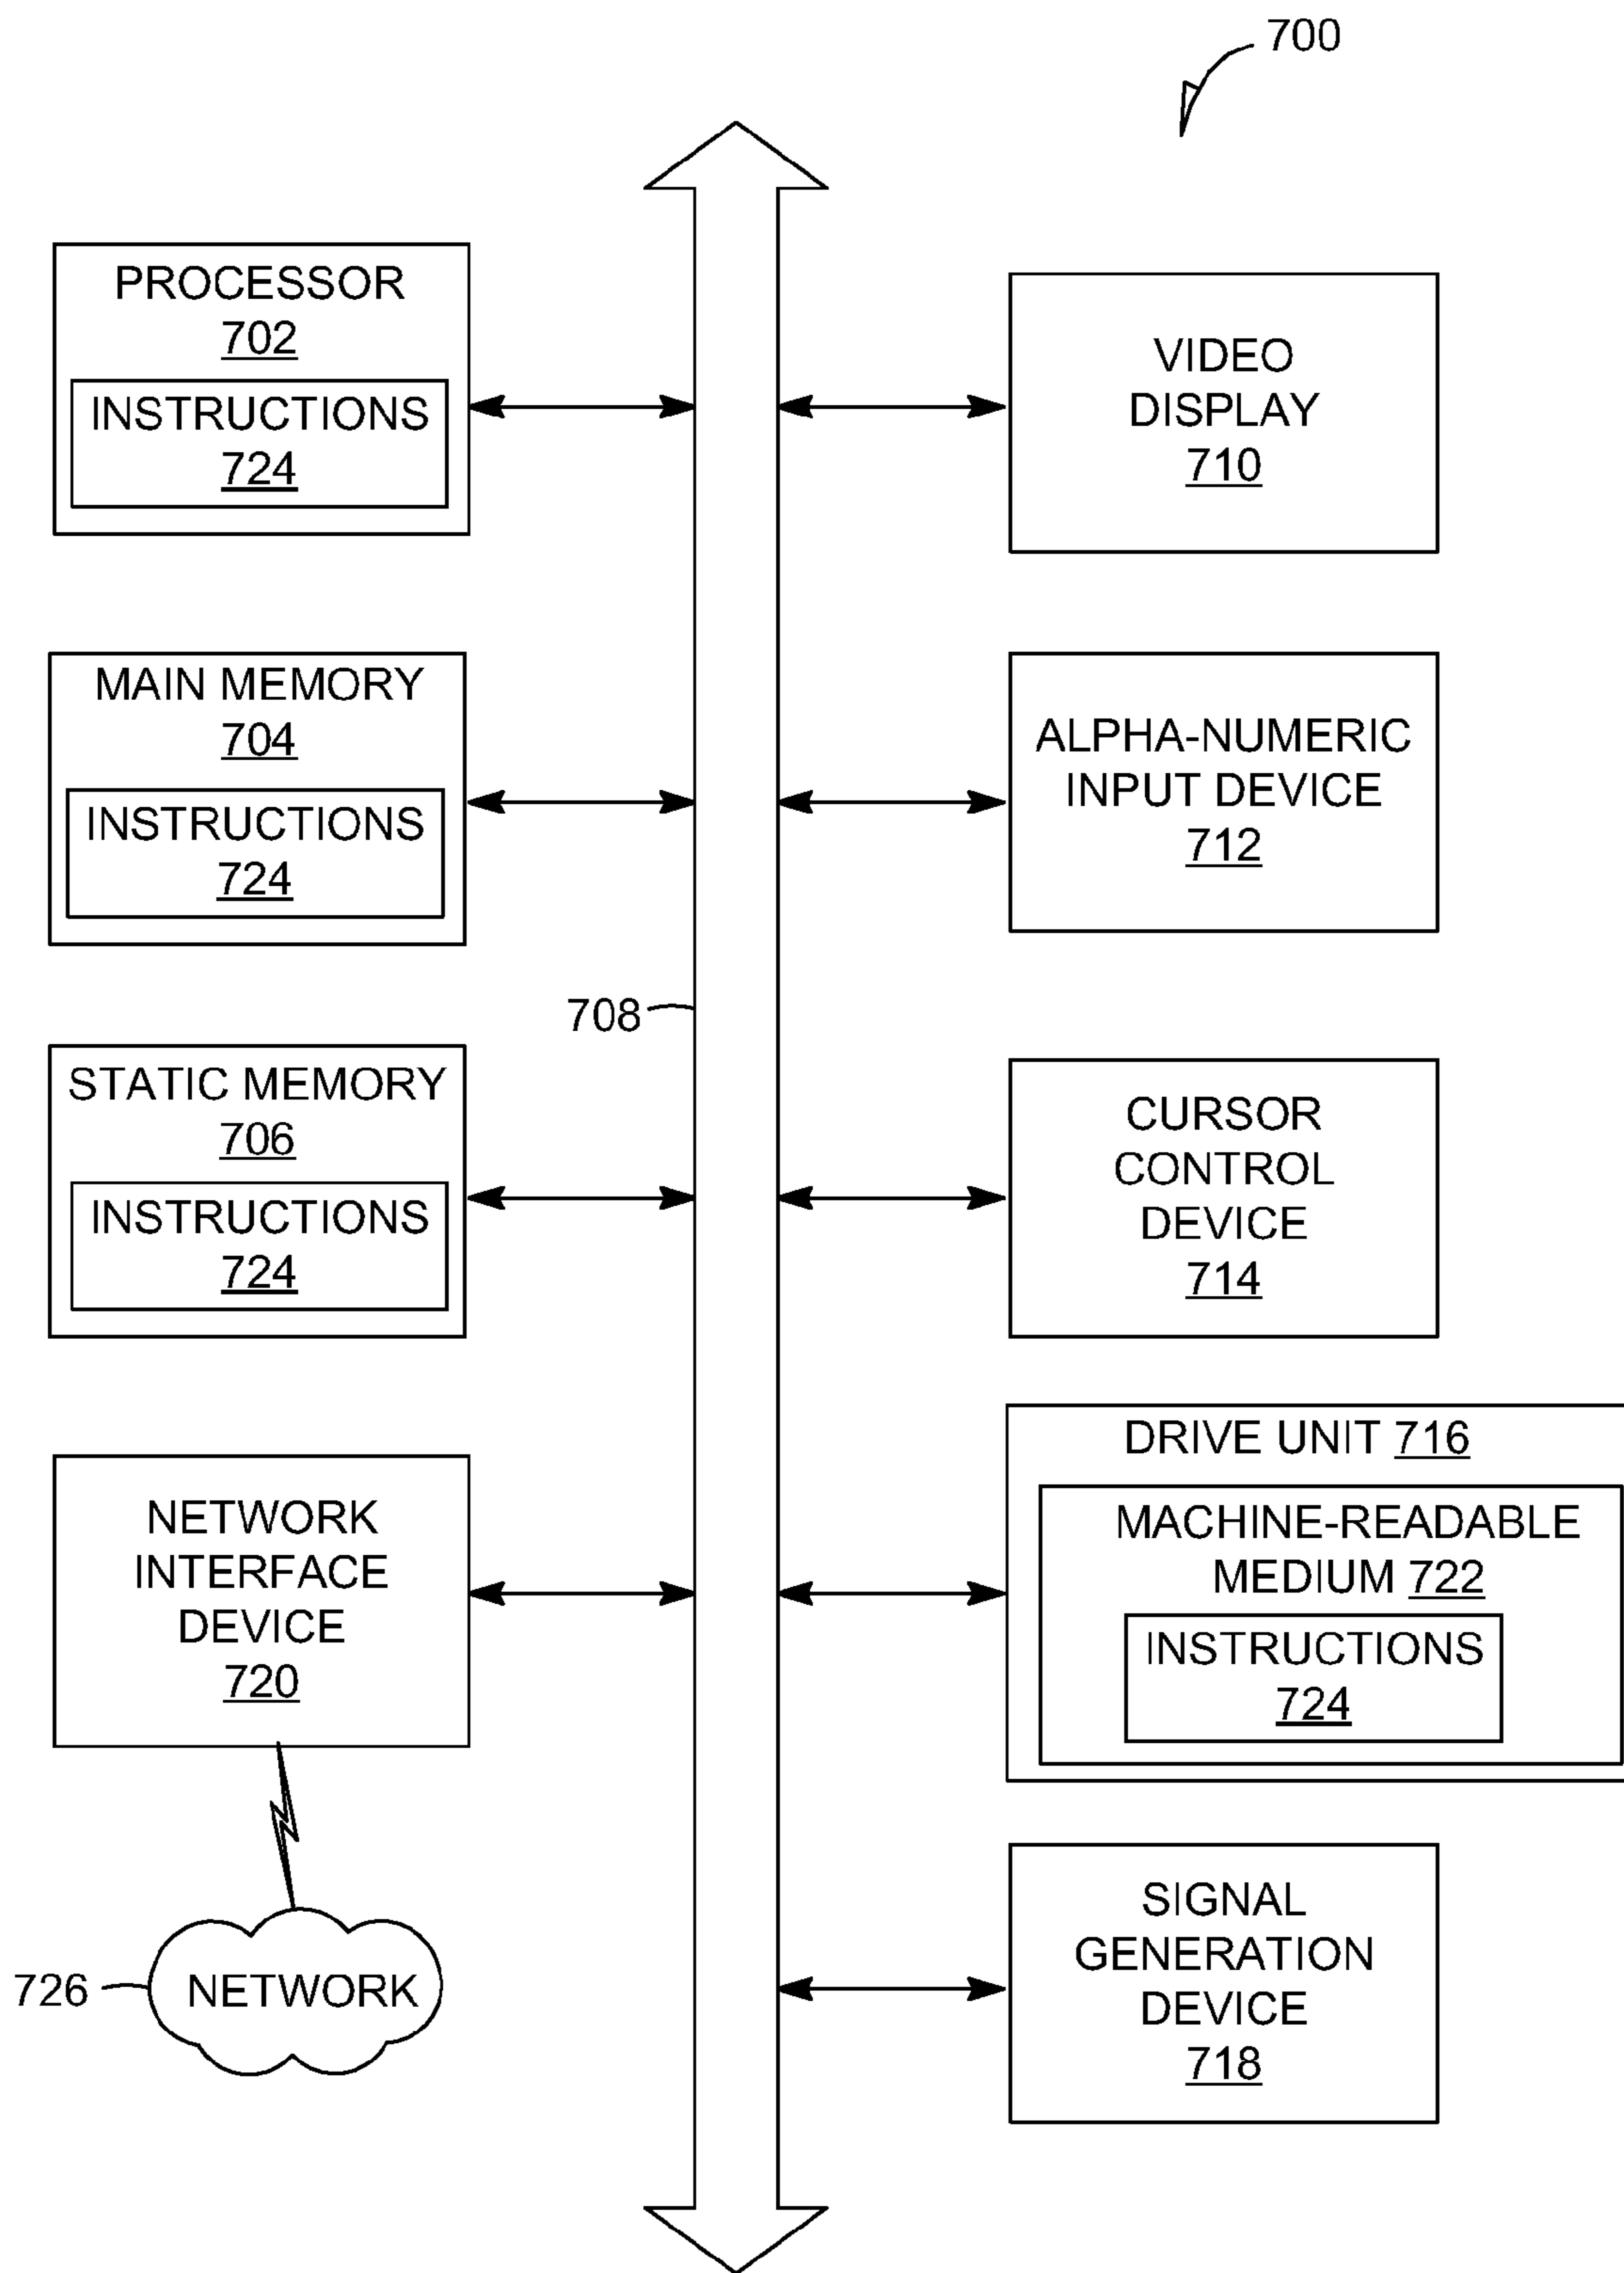 700
PROCESSOR
702
INSTRUCTIONS
724
MAIN MEMORY
704
INSTRUCTIONS
724
708
STATIC MEMORY
706
INSTRUCTIONS
724
NETWORK
INTERFACE
DEVICE
720
726
NETWORK
VIDEO
DISPLAY
710
ALPHA-NUMERIC
INPUT DEVICE
712
CURSOR
CONTROL
DEVICE
714
DRIVE UNIT 716
MACHINE-READABLE
MEDIUM 722
INSTRUCTIONS
724
SIGNAL
GENERATION
DEVICE
718